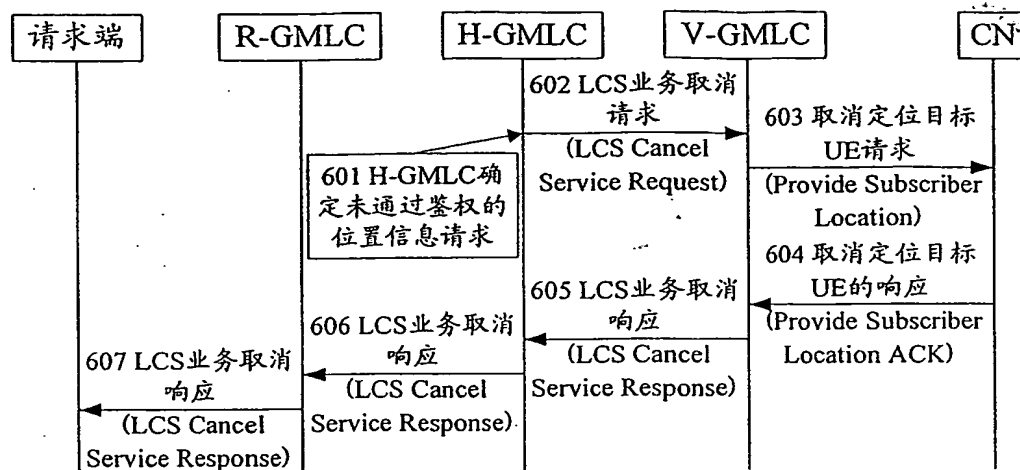 请求端
R-GMLC
H-GMLC
V-GMLC
CN
602 LCS业务取消
请求
(LCS Cancel
Service Request)
603 取消定位目标
UE请求
(Provide Subscriber
Location)
601 H-GMLC确
定未通过鉴权的
位置信息请求
604 取消定位目标
UE的响应
(Provide Subscriber
Location ACK)
605 LCS业务取消
响应
(LCS Cancel
Service Response)
606 LCS业务取消
响应
(LCS Cancel
Service Response)
607 LCS业务取消
响应
(LCS Cancel
Service Response)